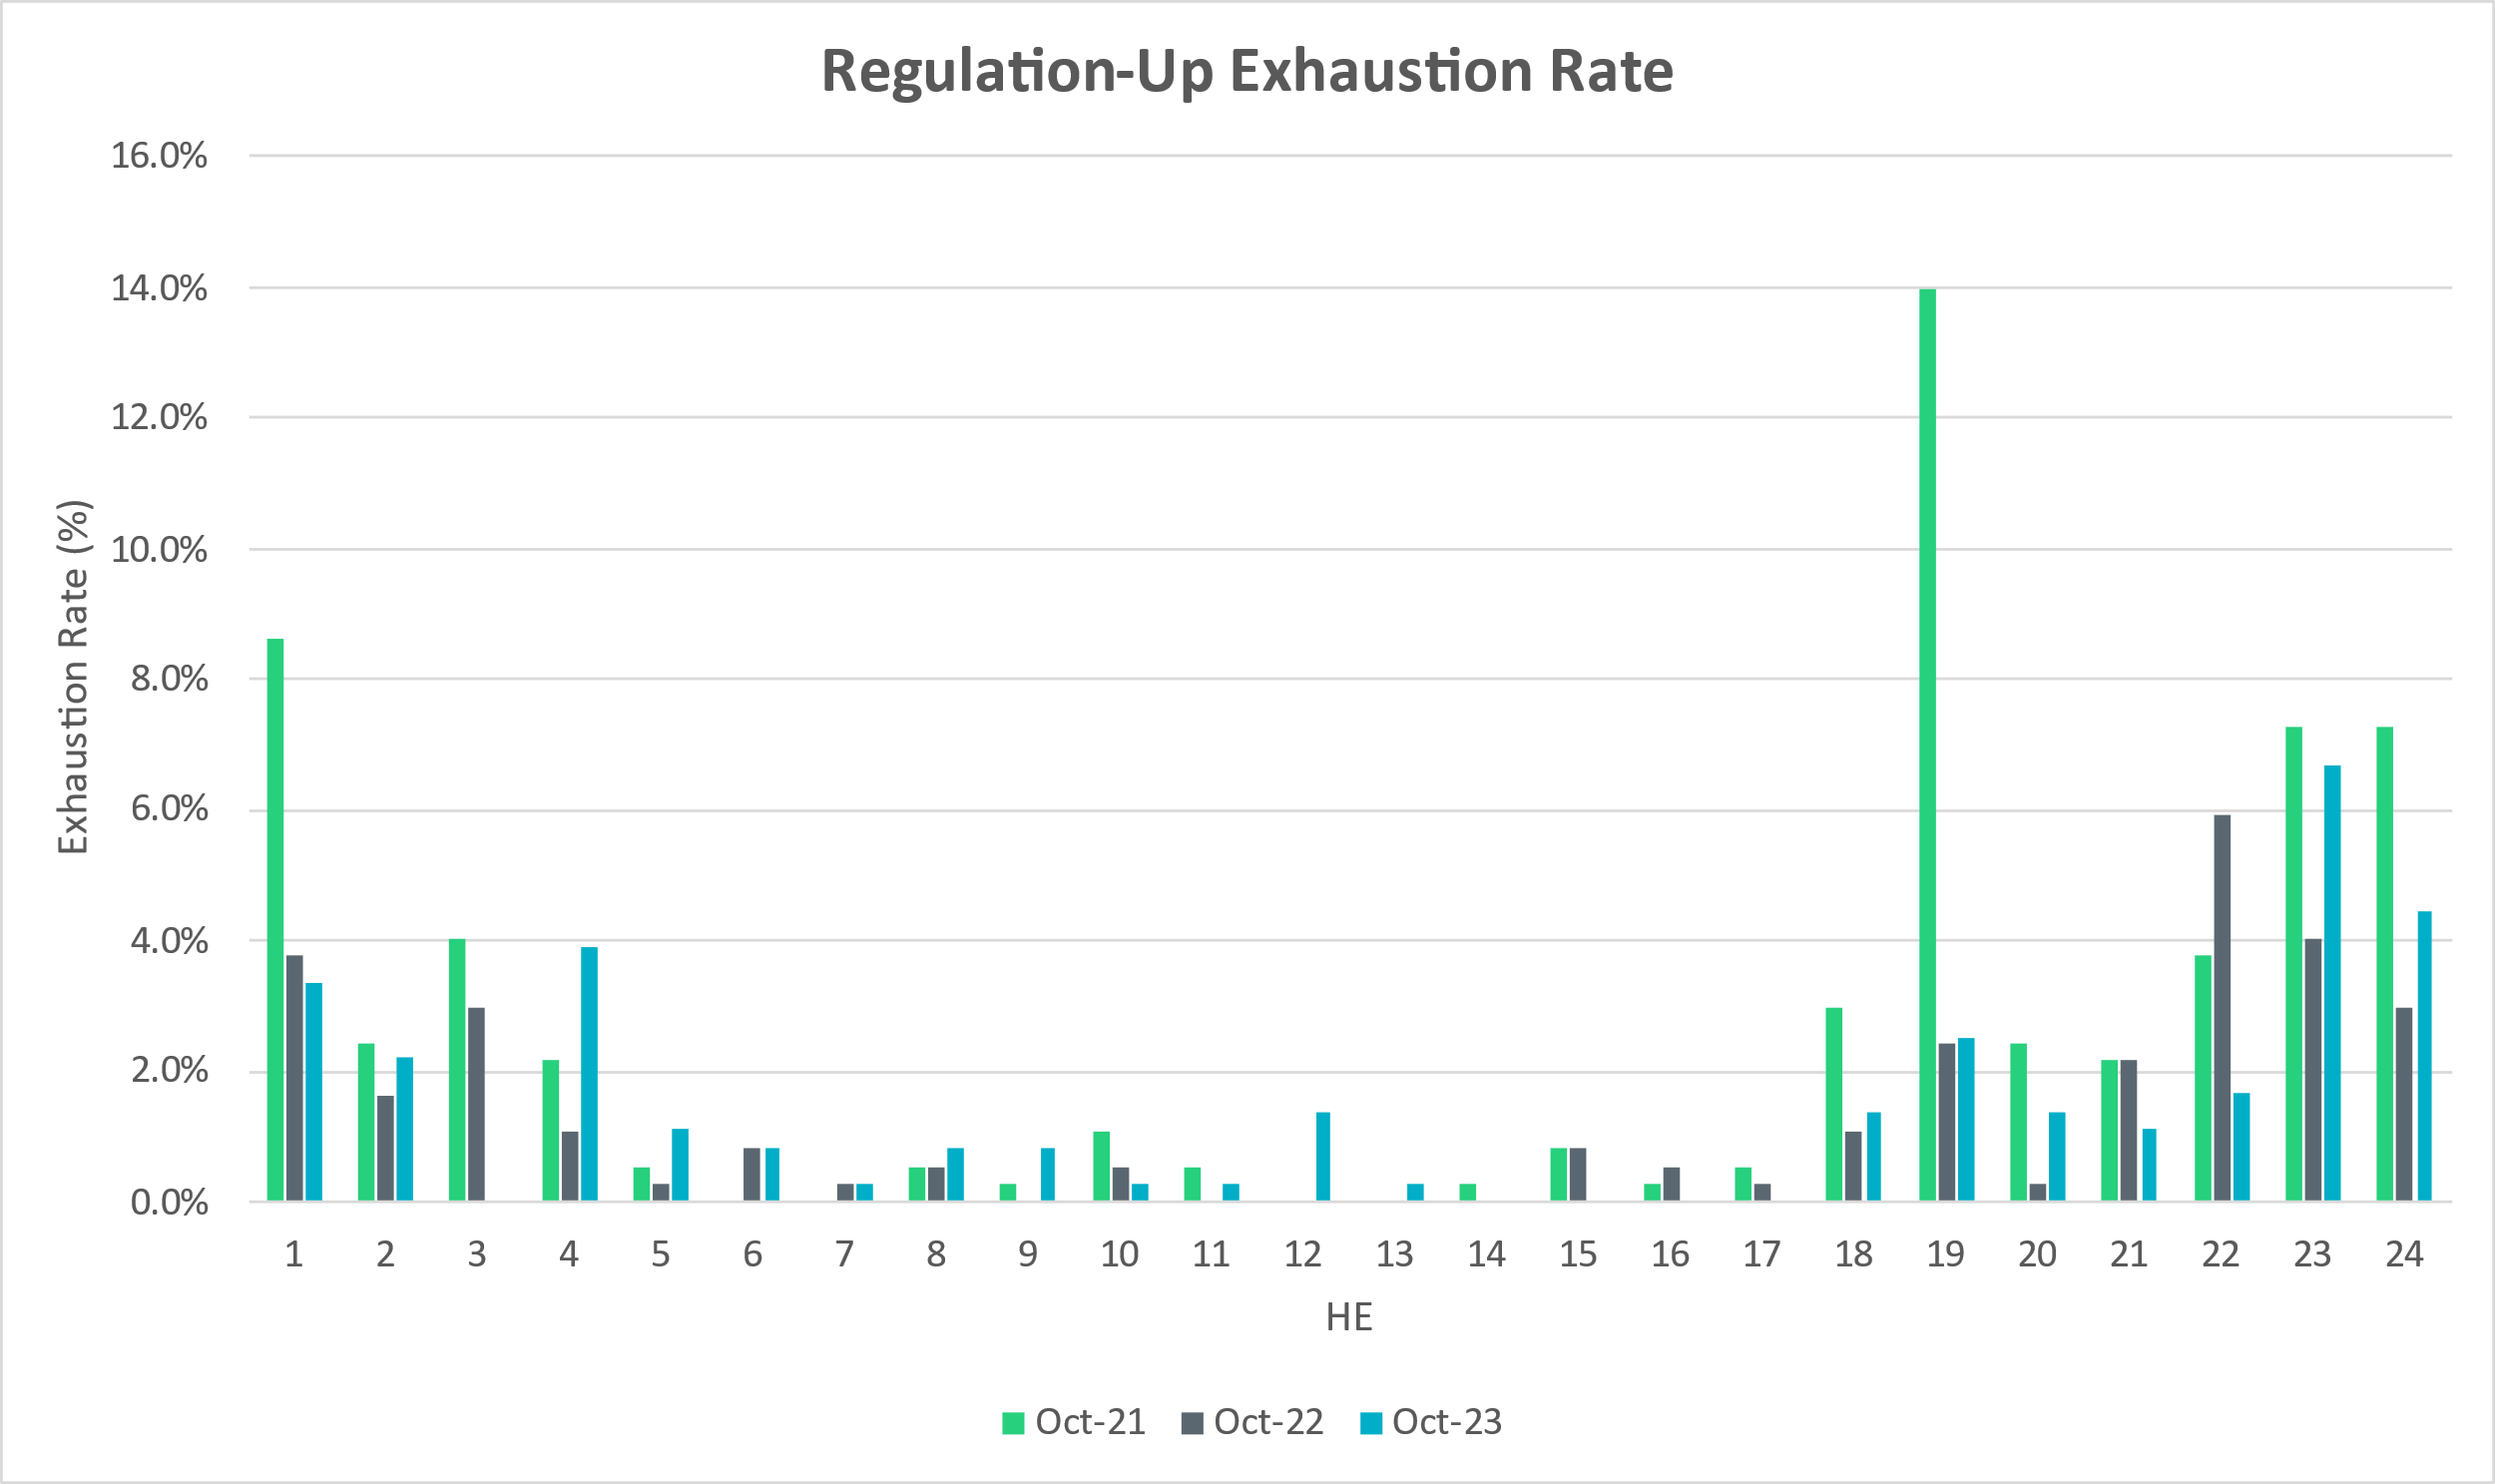 Regulation-Up Exhaustion Rate
16.0%
14.0%
12.0%
10.0%
8.0%
6.0%
4.0%
2.0%
0.0%
Exhaustion Rate (%)
1 2 3 4 5 6 7 8 9 10 11 12 13 14 15 16 17 18 19 20 21 22 23 24
HE
Oct-21 Oct-22 Oct-23